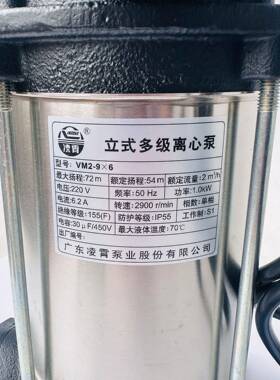 凌霄 ®
立式多级离心泵
型号: VM2-9×6
最大扬程: 72m 额定扬程: 54m 额定流量: 2 m³/h
电压: 220 V 频率: 50 Hz 功率: 1.0kW
电流: 6.2 A 转速: 2900 r/min 相数: 单相
绝缘等级: 155(F) 防护等级: IP55 工作制: S1
电容: 30μF/450V 最大液体温度: 70℃
出厂编号:
广东凌霄泵业股份有限公司